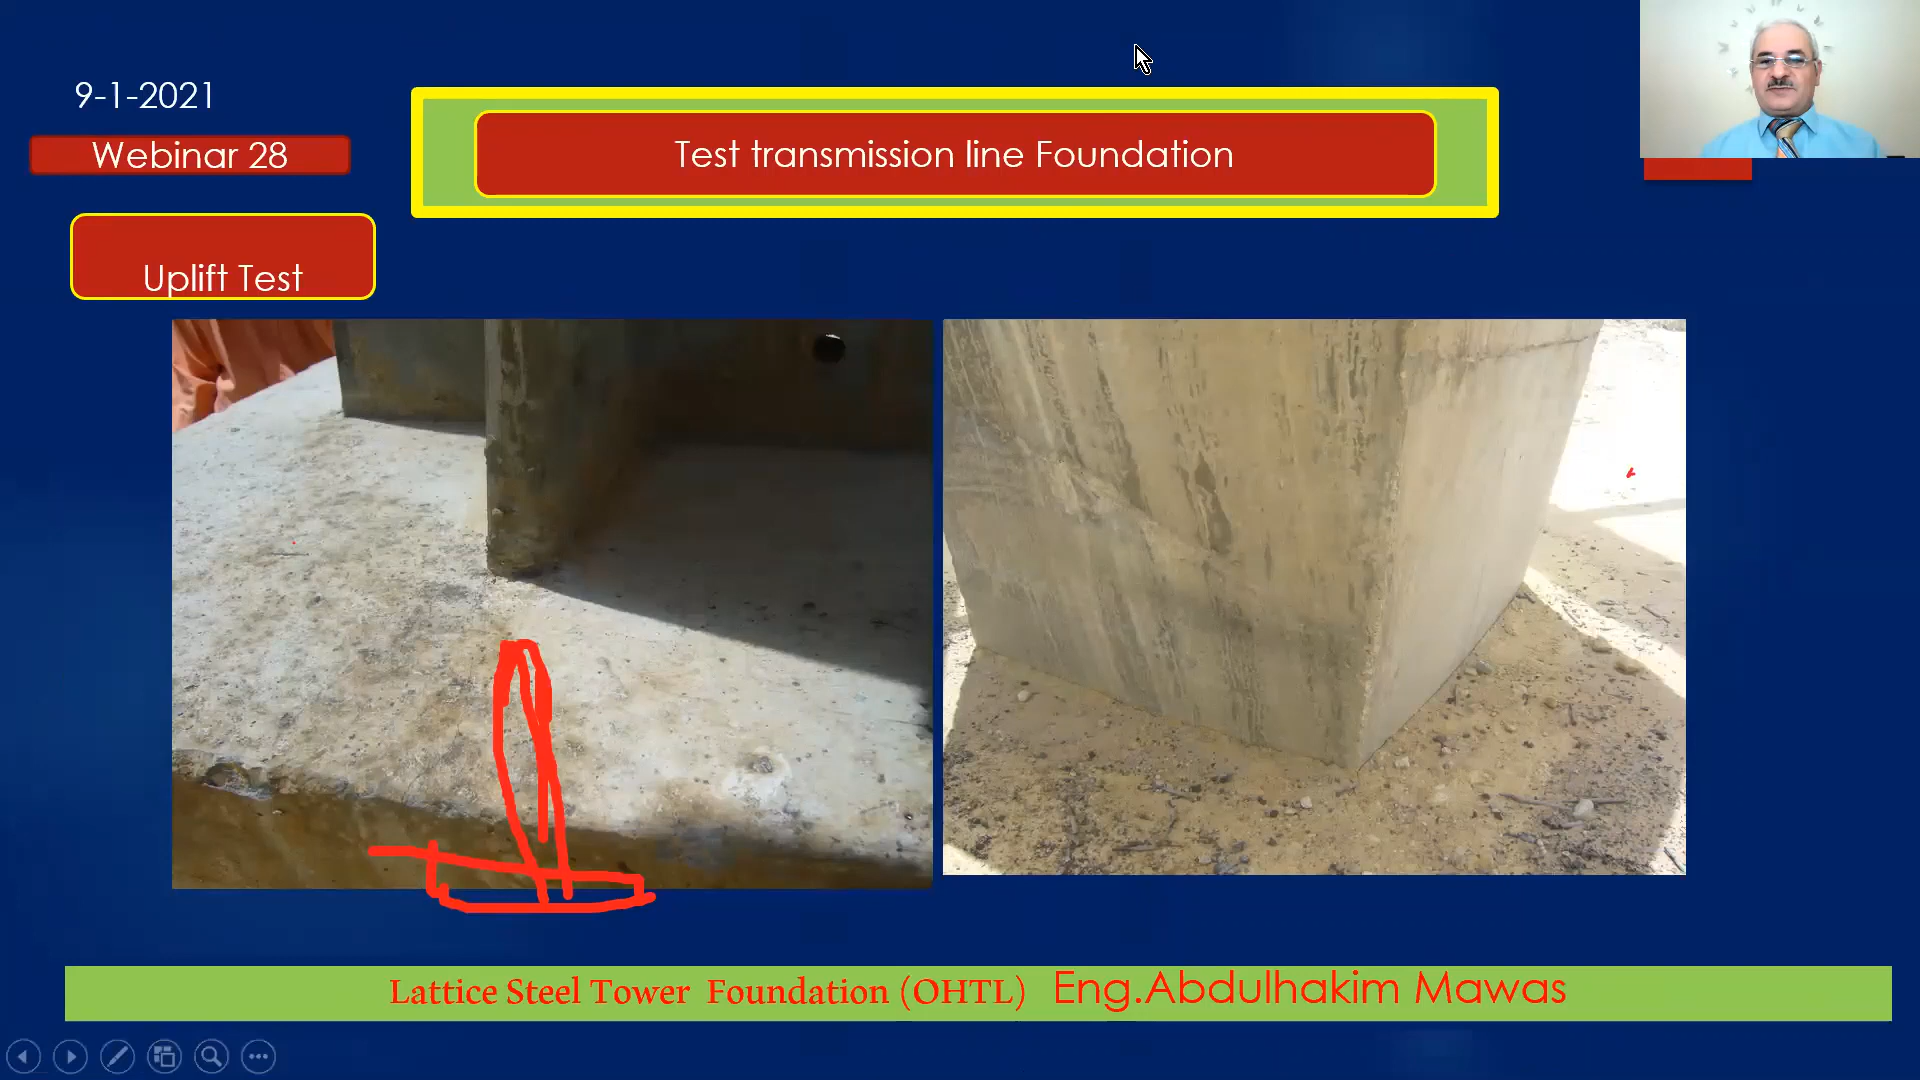 9-1-2021
Webinar 28
Test transmission line Foundation
Uplift Test
Lattice Steel Tower Foundation (OHTL) Eng.Abdulhakim Mawas